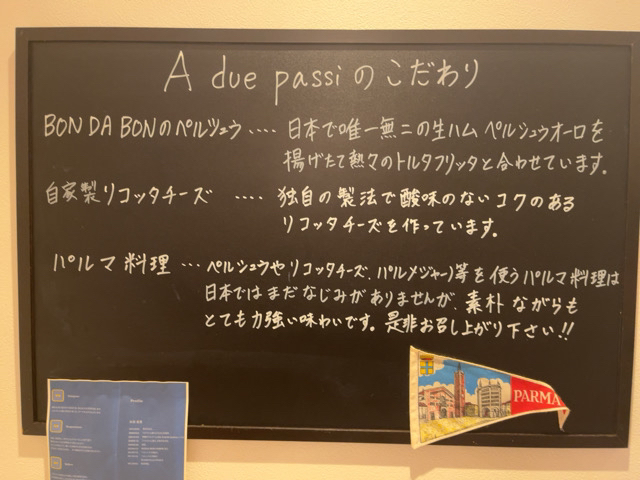 A due passiのこだわり
BON DA BONのペルシュウ‥‥ 日本で唯一無二の生ハム ペルシュウオーロを
揚げたて熱々のトルタフリッタと合わせています。
自家製リコッタチーズ ‥‥ 独自の製法で酸味のないコクのある
リコッタチーズを作っています。
パルマ料理 … ペルシュウやリコッタチーズ、パルメジャーノ等を使うパルマ料理は
日本ではまだなじみがありませんが、素朴ながらも
とても力強い味わいです。是非お召し上がり下さい!!
PARMA